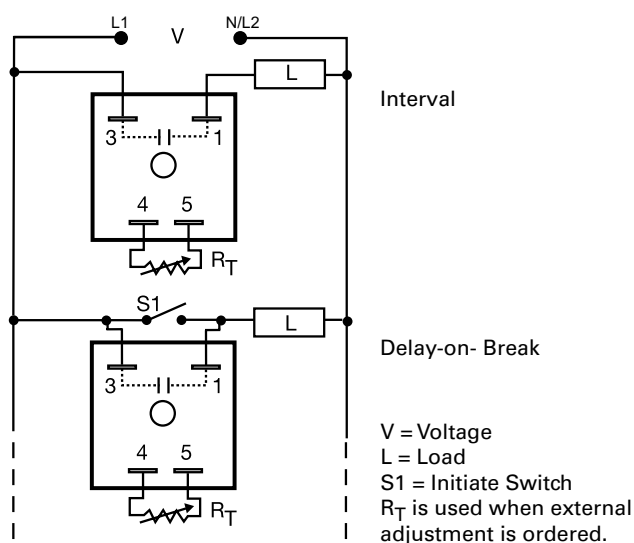 L1 V N/L2
L
Interval
3 1
4 5
RT
S1
L
Delay-on- Break
3 1
4 5
RT
V = Voltage
L = Load
S1 = Initiate Switch
RT is used when external
adjustment is ordered.